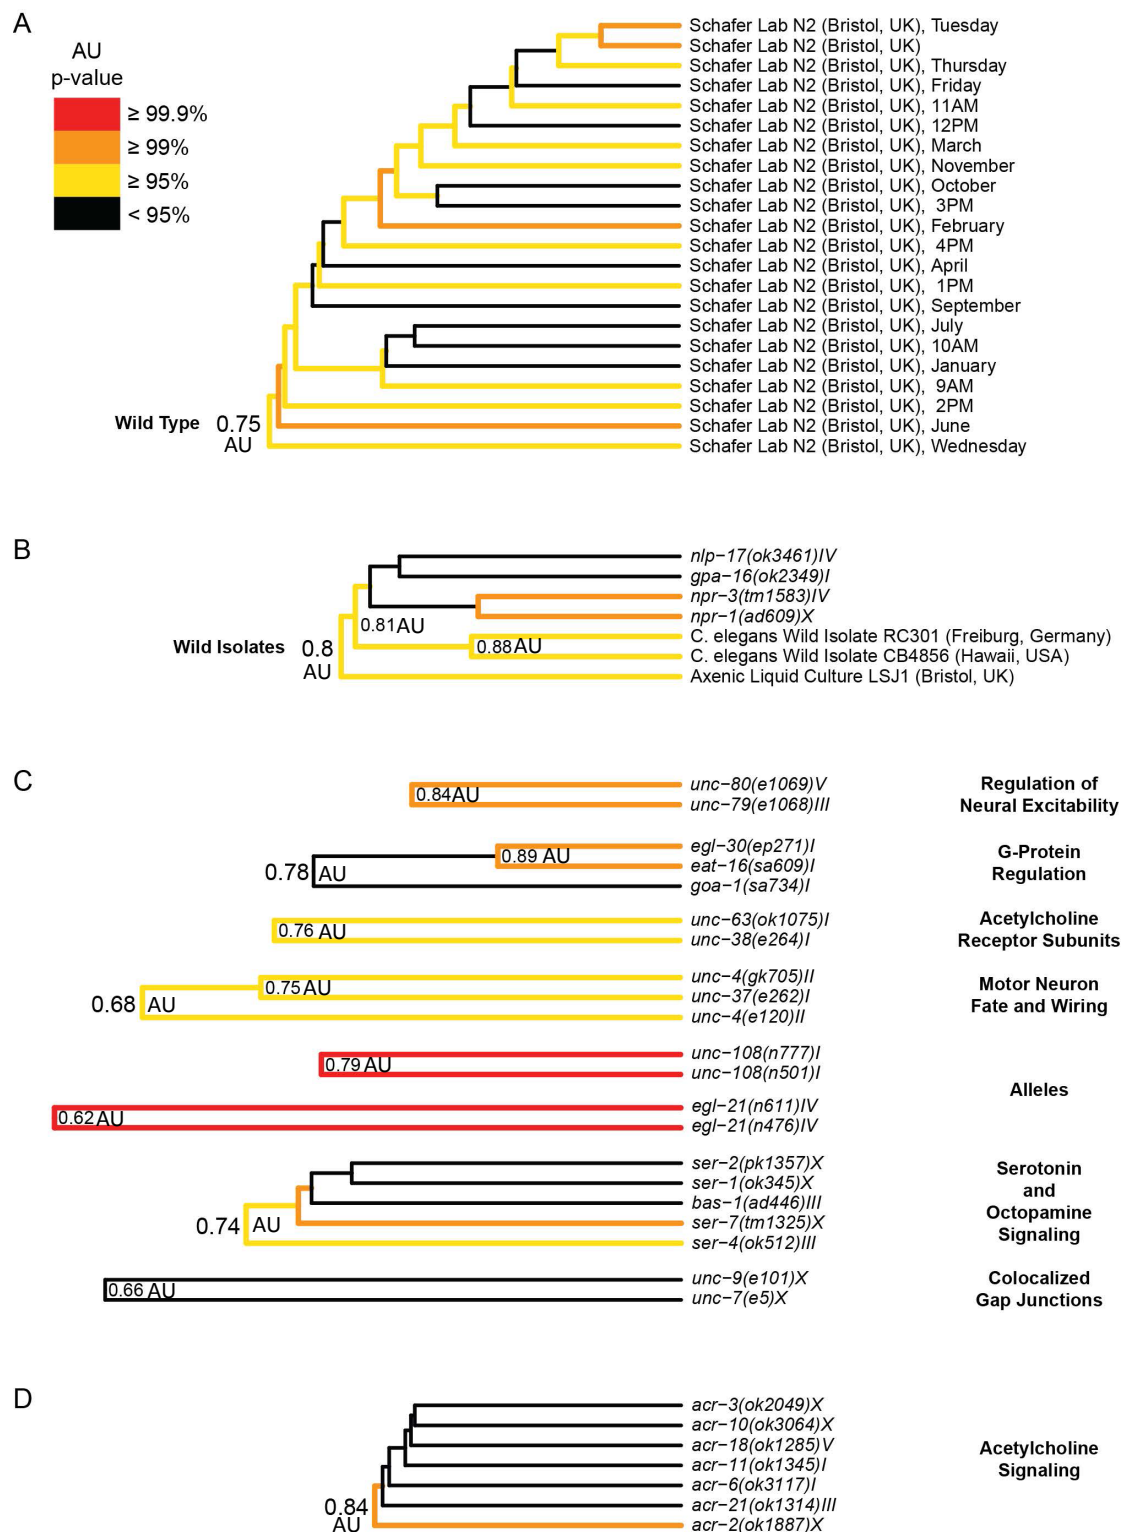 A
AU
p-value
≥ 99.9%
≥ 99%
≥ 95%
< 95%
Schafer Lab N2 (Bristol, UK), Tuesday
Schafer Lab N2 (Bristol, UK)
Schafer Lab N2 (Bristol, UK), Thursday
Schafer Lab N2 (Bristol, UK), Friday
Schafer Lab N2 (Bristol, UK), 11AM
Schafer Lab N2 (Bristol, UK), 12PM
Schafer Lab N2 (Bristol, UK), March
Schafer Lab N2 (Bristol, UK), November
Schafer Lab N2 (Bristol, UK), October
Schafer Lab N2 (Bristol, UK), 3PM
Schafer Lab N2 (Bristol, UK), February
Schafer Lab N2 (Bristol, UK), 4PM
Schafer Lab N2 (Bristol, UK), April
Schafer Lab N2 (Bristol, UK), 1PM
Schafer Lab N2 (Bristol, UK), September
Schafer Lab N2 (Bristol, UK), July
Schafer Lab N2 (Bristol, UK), 10AM
Schafer Lab N2 (Bristol, UK), January
Schafer Lab N2 (Bristol, UK), 9AM
Schafer Lab N2 (Bristol, UK), 2PM
Schafer Lab N2 (Bristol, UK), June
Schafer Lab N2 (Bristol, UK), Wednesday
Wild Type 0.75
AU
B
nlp−17(ok3461)IV
gpa−16(ok2349)I
npr−3(tm1583)IV
npr−1(ad609)X
C. elegans Wild Isolate RC301 (Freiburg, Germany)
C. elegans Wild Isolate CB4856 (Hawaii, USA)
Axenic Liquid Culture LSJ1 (Bristol, UK)
0.81AU
0.88AU
Wild Isolates 0.8
AU
C
unc−80(e1069)V
unc−79(e1068)III
0.84AU
Regulation of
Neural Excitability
egl−30(ep271)I
eat−16(sa609)I
goa−1(sa734)I
0.89 AU
0.78 AU
G-Protein
Regulation
unc−63(ok1075)I
unc−38(e264)I
0.76 AU
Acetylcholine
Receptor Subunits
unc−4(gk705)II
unc−37(e262)I
unc−4(e120)II
0.75AU
0.68 AU
Motor Neuron
Fate and Wiring
unc−108(n777)I
unc−108(n501)I
0.79AU
egl−21(n611)IV
egl−21(n476)IV
0.62AU
Alleles
ser−2(pk1357)X
ser−1(ok345)X
bas−1(ad446)III
ser−7(tm1325)X
ser−4(ok512)III
0.74 AU
Serotonin
and
Octopamine
Signaling
unc−9(e101)X
unc−7(e5)X
0.66 AU
Colocalized
Gap Junctions
D
acr−3(ok2049)X
acr−10(ok3064)X
acr−18(ok1285)V
acr−11(ok1345)I
acr−6(ok3117)I
acr−21(ok1314)III
acr−2(ok1887)X
0.84
AU
Acetylcholine
Signaling